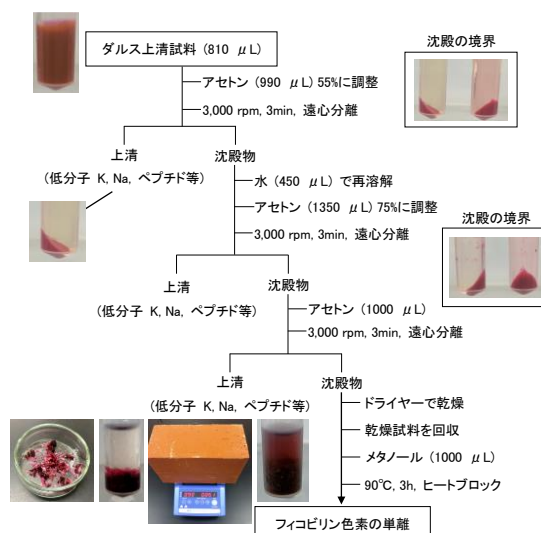 ダルス上清試料 (810 μL)
沈殿の境界
アセトン (990 μL) 55%に調整
3,000 rpm, 3min, 遠心分離
上清
沈殿物
(低分子 K, Na, ペプチド等)
水 (450 μL) で再溶解
アセトン (1350 μL) 75%に調整
沈殿の境界
3,000 rpm, 3min, 遠心分離
上清
沈殿物
(低分子 K, Na, ペプチド等)
アセトン (1000 μL)
3,000 rpm, 3min, 遠心分離
上清
沈殿物
(低分子 K, Na, ペプチド等)
ドライヤーで乾燥
乾燥試料を回収
メタノール (1000 μL)
90℃, 3h, ヒートブロック
フィコビリン色素の単離